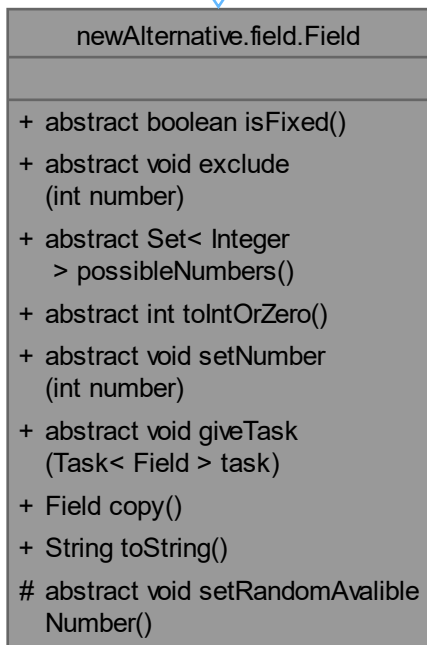 newAlternative.field.Field
+ abstract boolean isFixed()
+ abstract void exclude
(int number)
+ abstract Set< Integer
> possibleNumbers()
+ abstract int toIntOrZero()
+ abstract void setNumber
(int number)
+ abstract void giveTask
(Task< Field > task)
+ Field copy()
+ String toString()
# abstract void setRandomAvalible
Number()